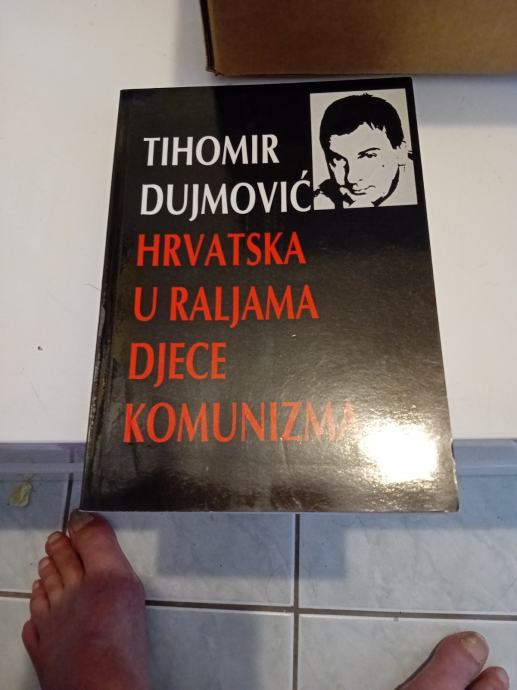 TIHOMIR
DUJMOVIĆ
HRVATSKA
U RALJAMA
DJECE
KOMUNIZMA